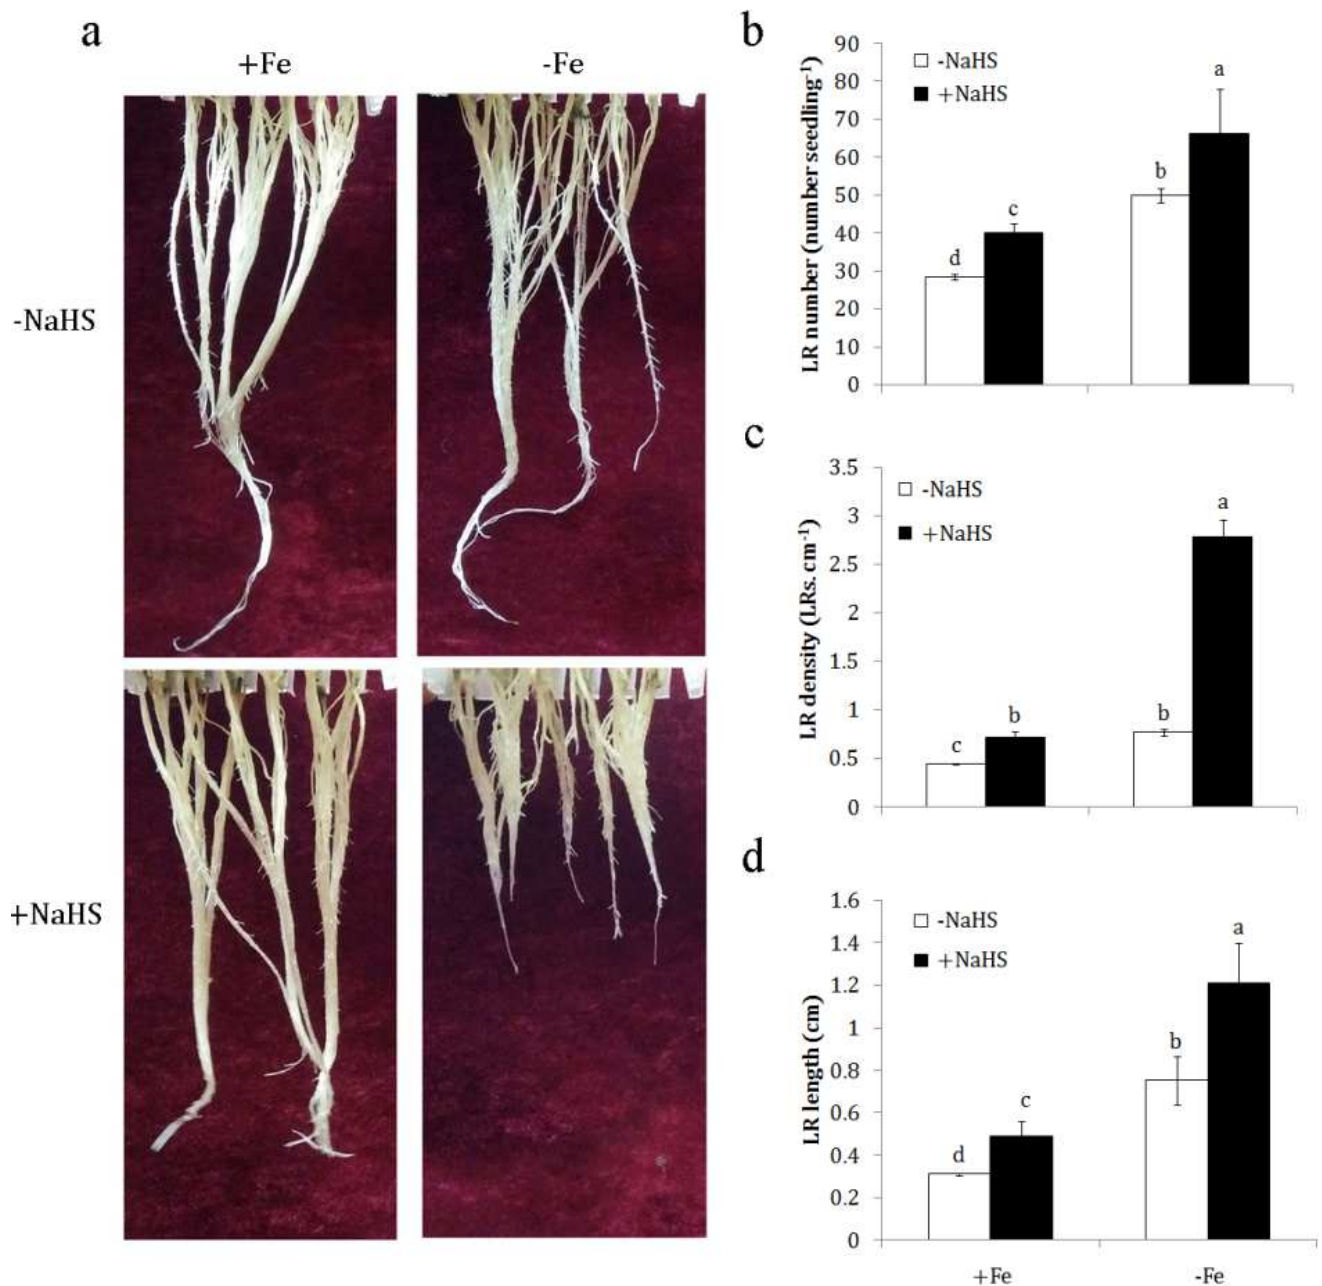 a
+Fe
-Fe
-NaHS
+NaHS
b
LR number (number seedling-1)
90
80
70
60
50
40
30
20
10
0
-NaHS
+NaHS
d
c
b
a
c
LR density (LRs. cm-1)
3.5
3
2.5
2
1.5
1
0.5
0
-NaHS
+NaHS
c
b
b
a
d
LR length (cm)
1.6
1.4
1.2
1
0.8
0.6
0.4
0.2
0
-NaHS
+NaHS
d
c
b
a
+Fe
-Fe